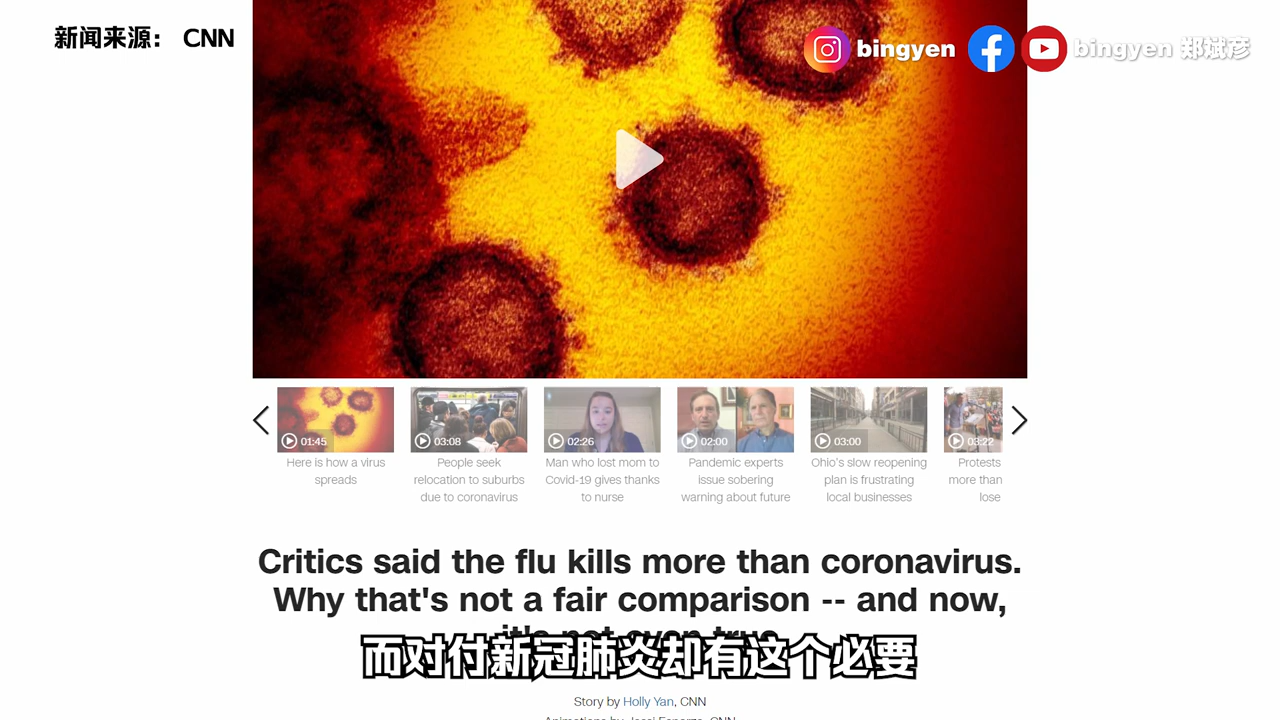 新闻来源： CNN
bingyen
bingyen 郑斌彦
01:45
03:08
02:26
02:00
03:00
03:22
Here is how a virus
spreads
People seek
relocation to suburbs
due to coronavirus
Man who lost mom to
Covid-19 gives thanks
to nurse
Pandemic experts
issue sobering
warning about future
Ohio's slow reopening
plan is frustrating
local businesses
Protests
more than
lose
Critics said the flu kills more than coronavirus.
Why that's not a fair comparison -- and now,
it's not even true
而对付新冠肺炎却有这个必要
Story by Holly Yan, CNN